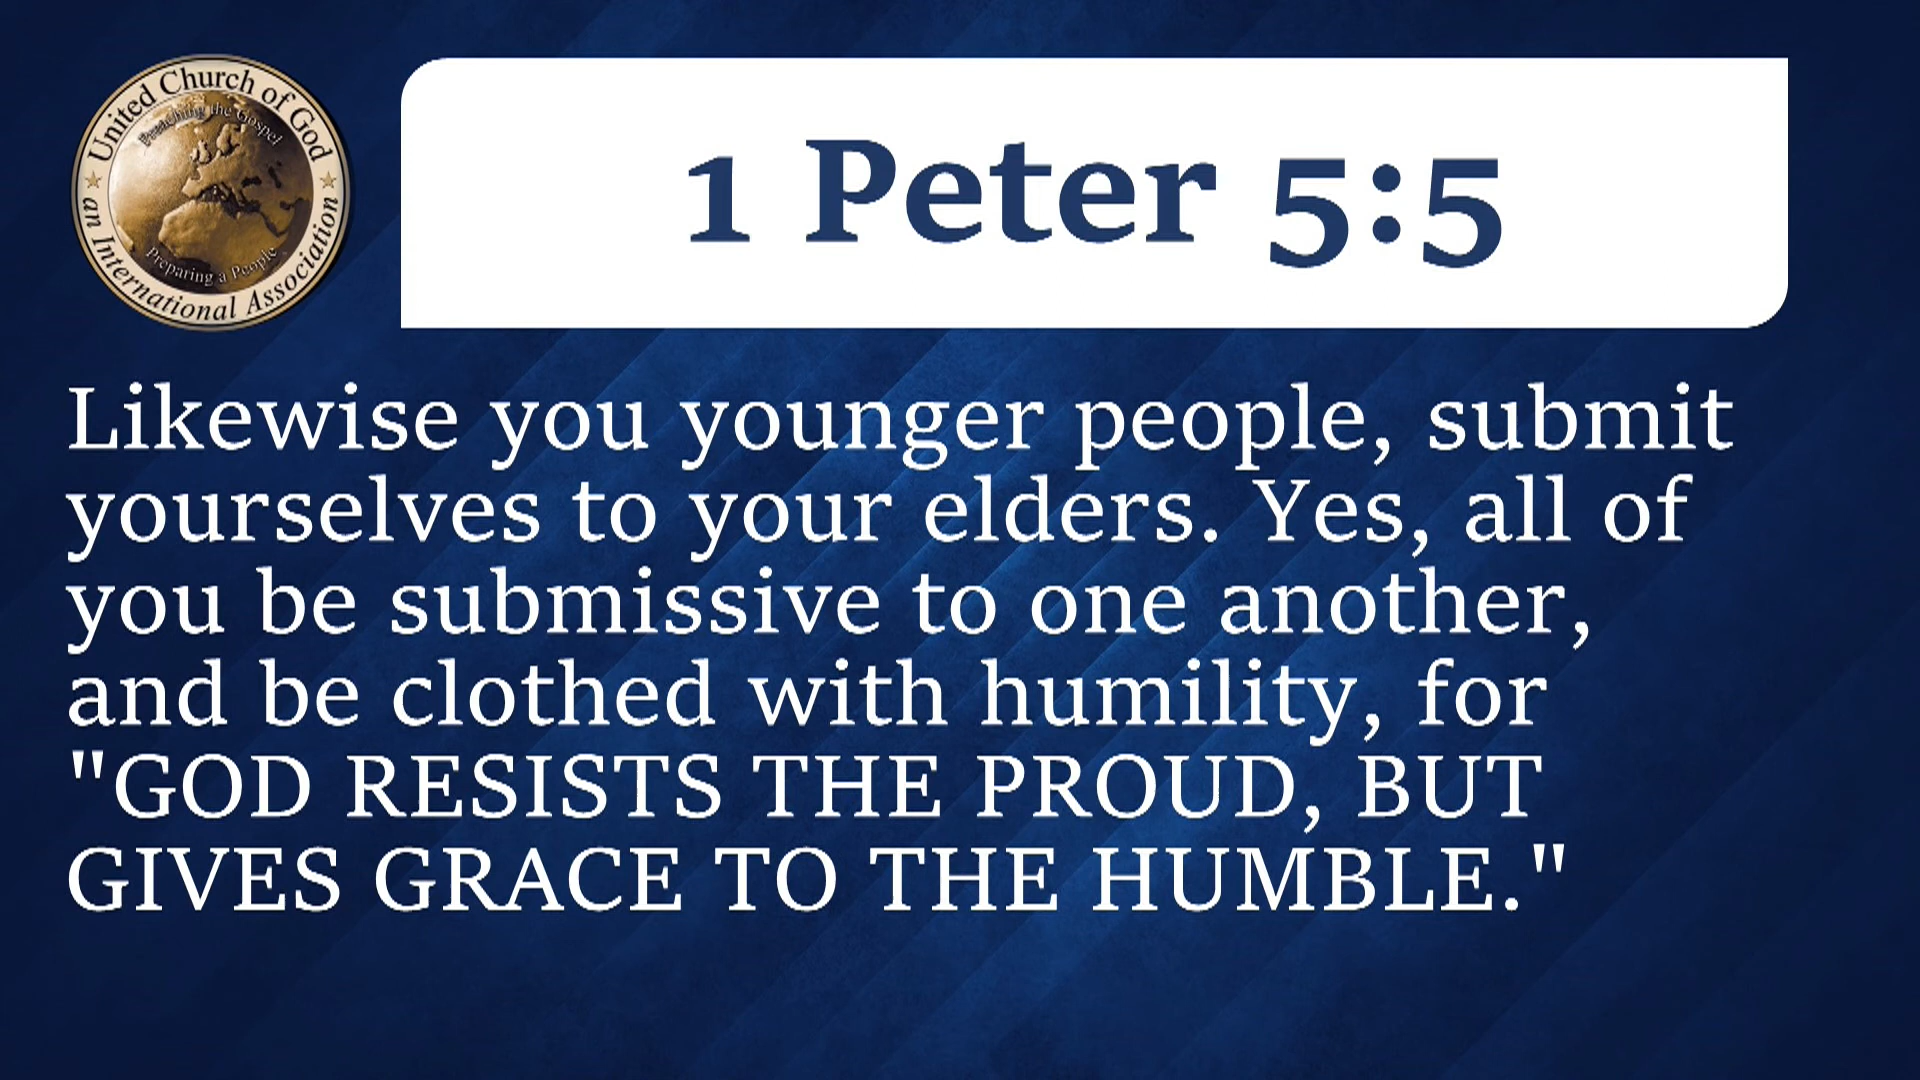 United Church of God
Preaching the Gospel
Preparing a People
an International Association
1 Peter 5:5
Likewise you younger people, submit
yourselves to your elders. Yes, all of
you be submissive to one another,
and be clothed with humility, for
"GOD RESISTS THE PROUD, BUT
GIVES GRACE TO THE HUMBLE."